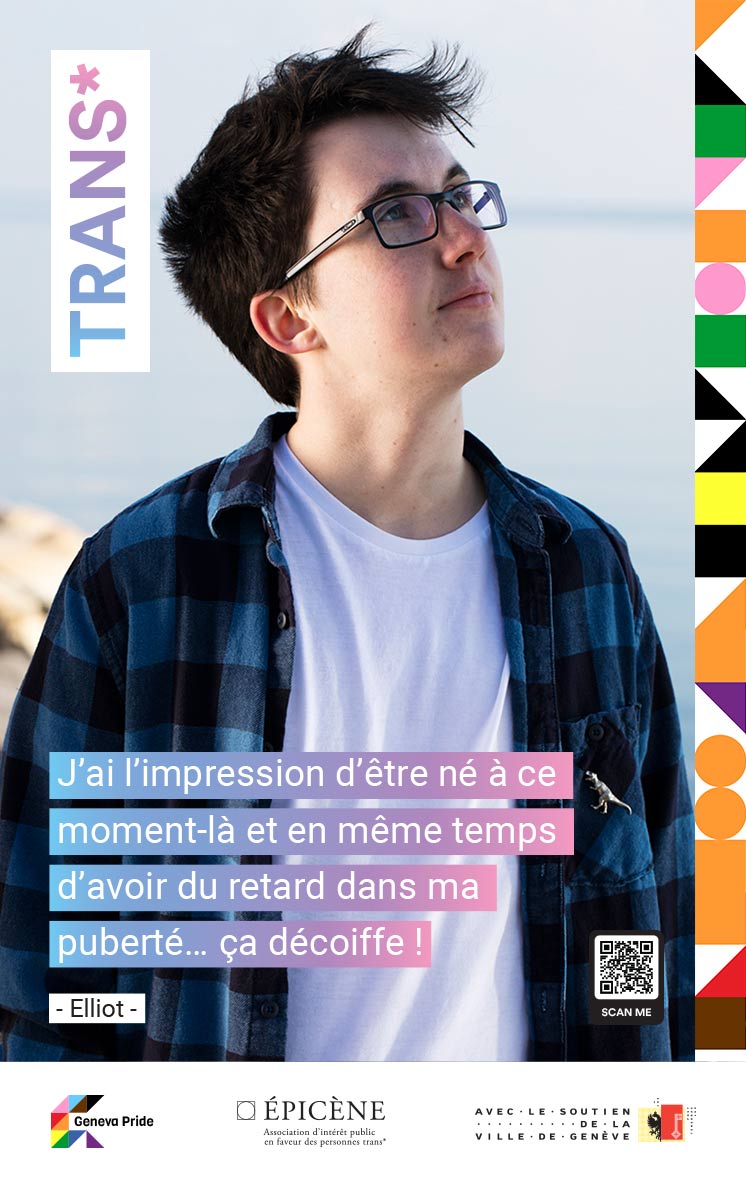 TRANS*
J’ai l’impression d’être né à ce
moment-là et en même temps
d’avoir du retard dans ma
puberté… ça décoiffe !
- Elliot -
SCAN ME
Geneva Pride
ÉPICÈNE
Association d’intérêt public
en faveur des personnes trans*
AVEC·LE·SOUTIEN
·········DE·LA
VILLE·DE·GENÈVE